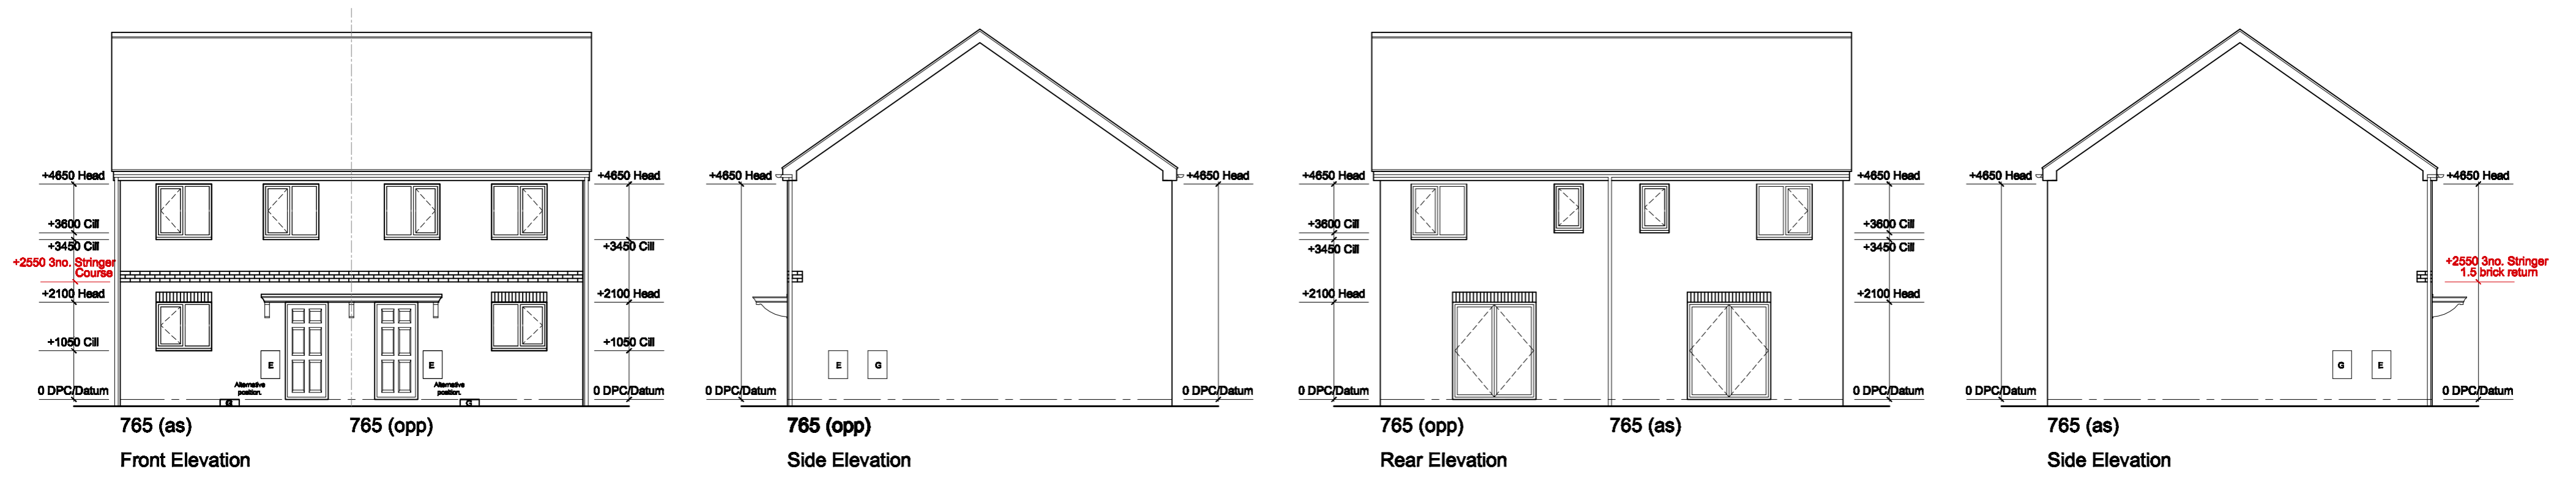 +4650 Head
+3600 Cill
+3450 Cill
+2550 3no. Stringer
Course
+2100 Head
+1050 Cill
0 DPC/Datum
E
E
Alternative
position.
Alternative
position.
G
G
+4650 Head
+3450 Cill
+2100 Head
+1050 Cill
0 DPC/Datum
765 (as)
765 (opp)
Front Elevation
+4650 Head
0 DPC/Datum
E
G
+4650 Head
0 DPC/Datum
765 (opp)
Side Elevation
+4650 Head
+3600 Cill
+3450 Cill
+2100 Head
0 DPC/Datum
+4650 Head
+3600 Cill
+3450 Cill
+2100 Head
0 DPC/Datum
765 (opp)
765 (as)
Rear Elevation
+4650 Head
0 DPC/Datum
G
E
+4650 Head
+2550 3no. Stringer
1.5 brick return
0 DPC/Datum
765 (as)
Side Elevation